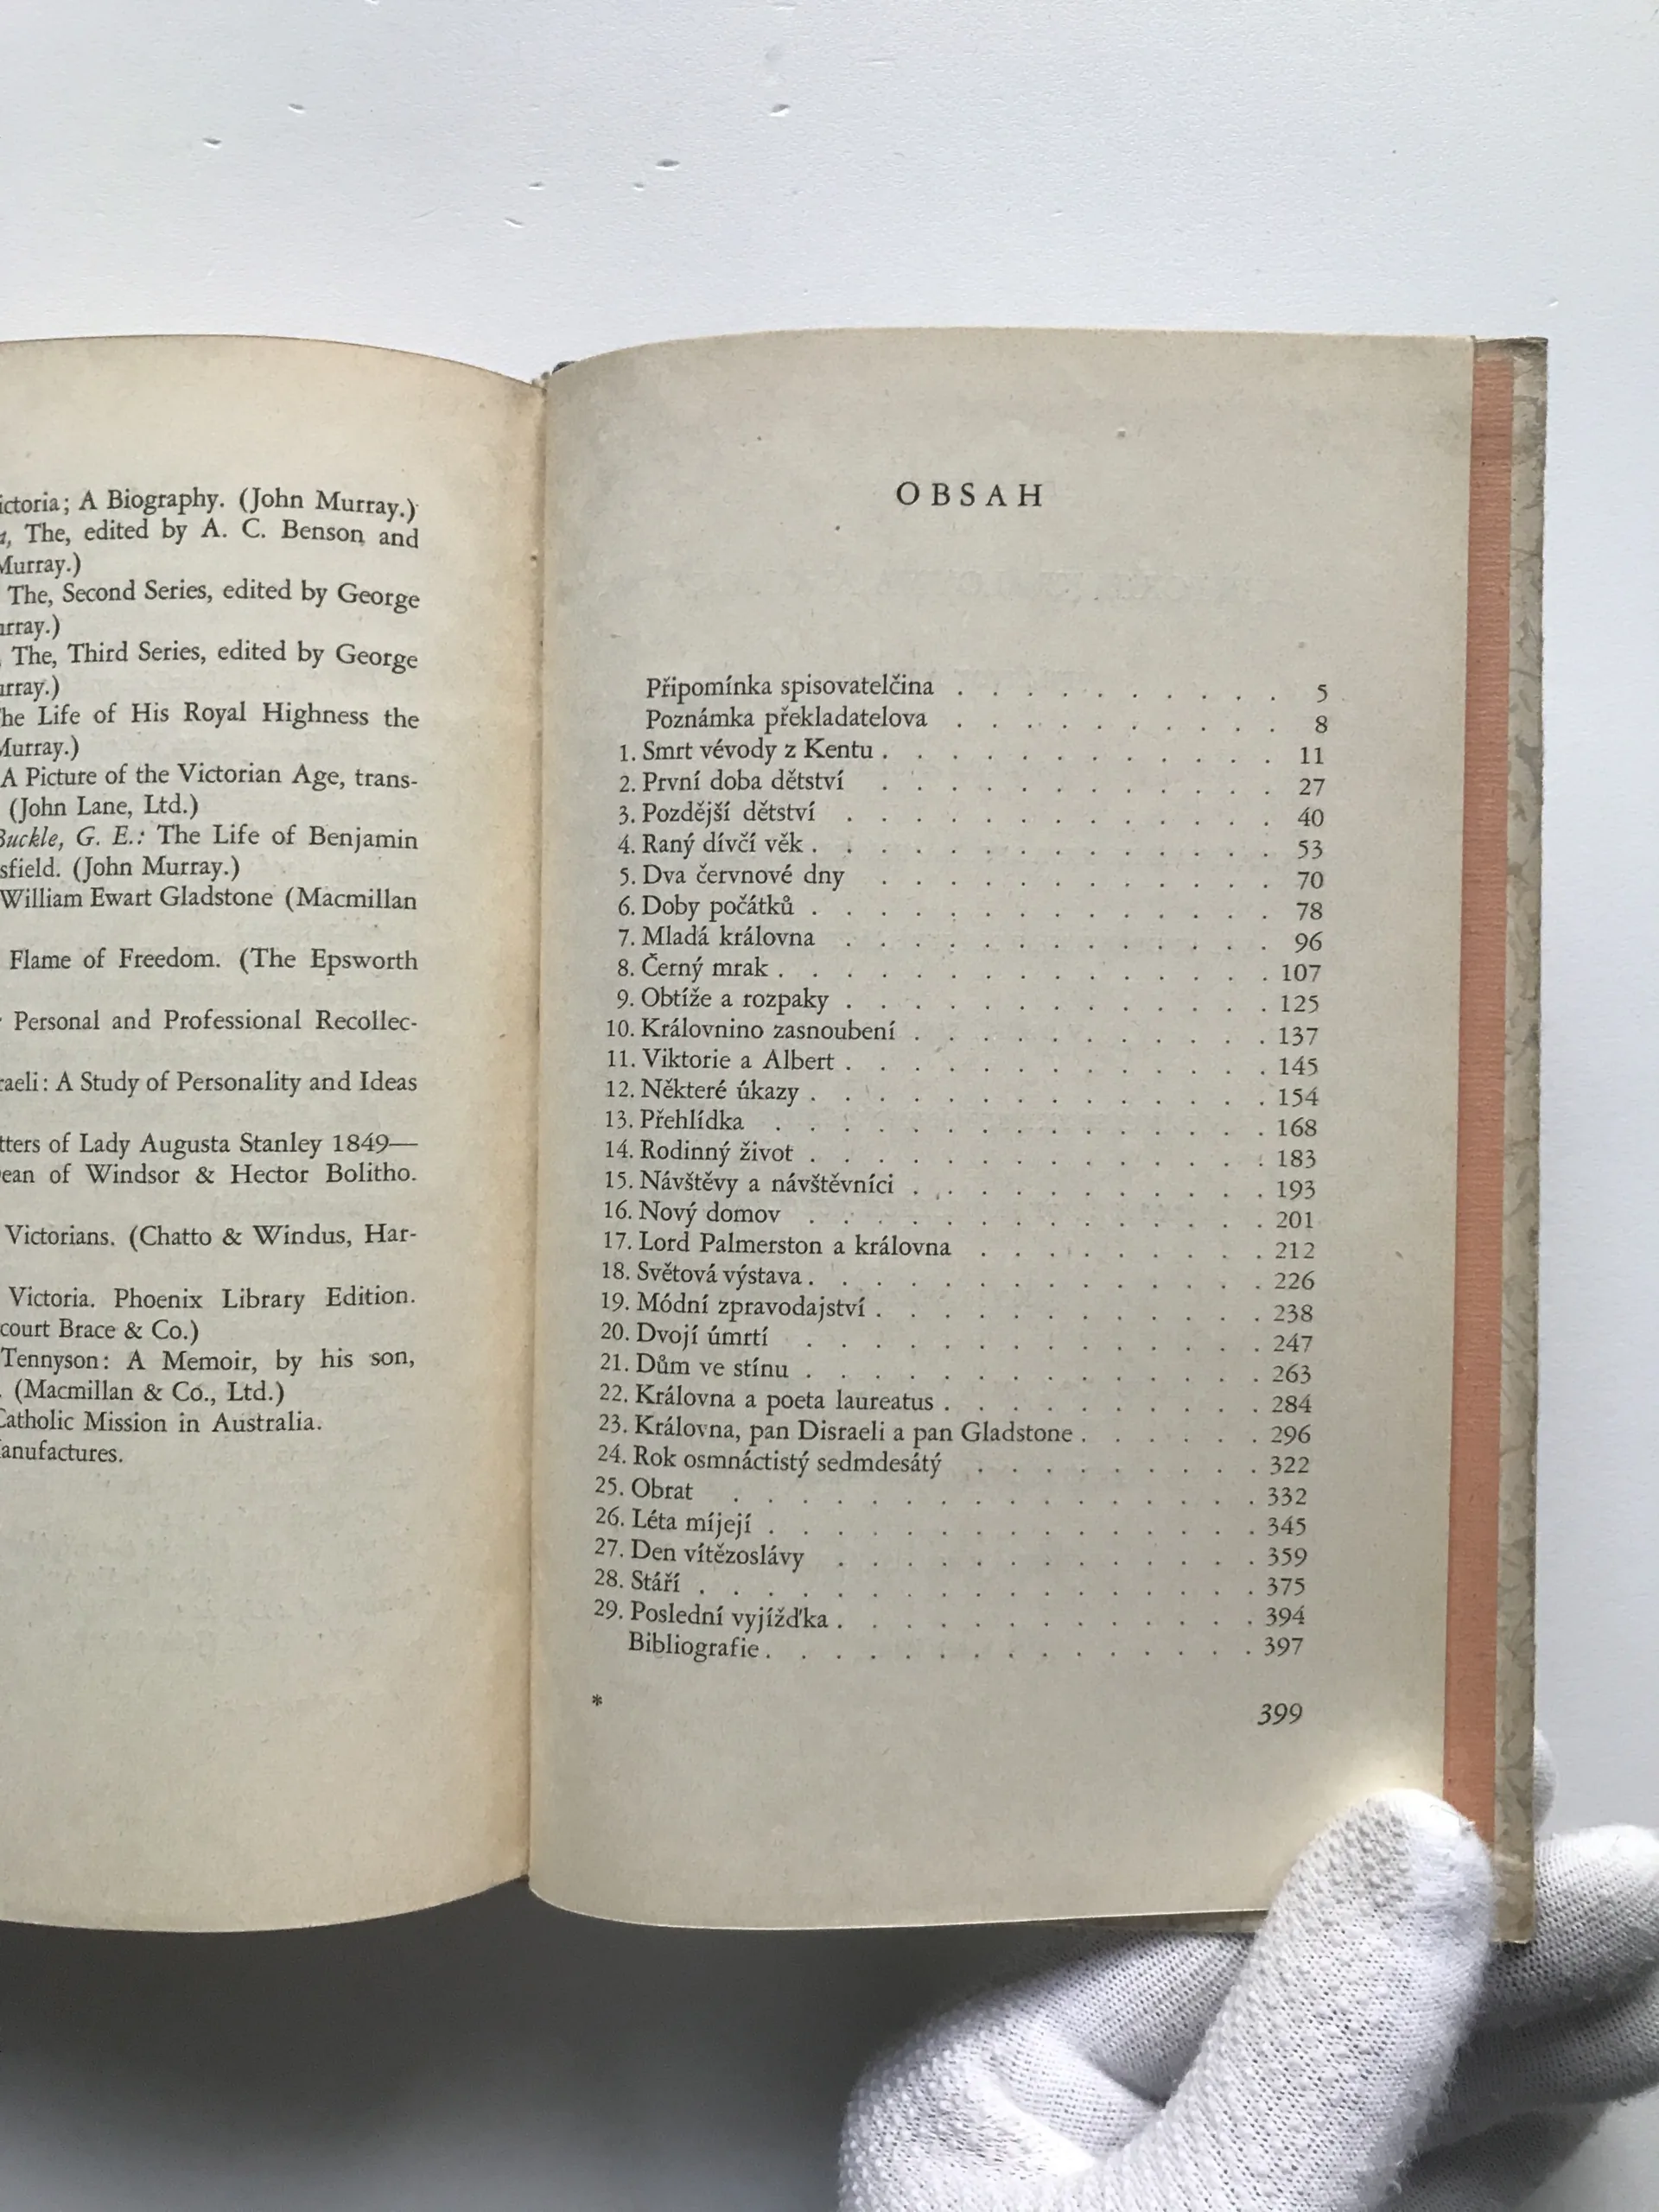 ictoria; A Biography. (John Murray.)
The, edited by A. C. Benson and
Murray.)
The, Second Series, edited by George
rray.)
The, Third Series, edited by George
rray.)
he Life of His Royal Highness the
Murray.)
A Picture of the Victorian Age, trans-
(John Lane, Ltd.)
Buckle, G. E.: The Life of Benjamin
sfield. (John Murray.)
William Ewart Gladstone (Macmillan
Flame of Freedom. (The Epsworth
Personal and Professional Recollec-
raeli: A Study of Personality and Ideas
tters of Lady Augusta Stanley 1849—
ean of Windsor & Hector Bolitho.
Victorians. (Chatto & Windus, Har-
Victoria. Phoenix Library Edition.
court Brace & Co.)
Tennyson: A Memoir, by his son,
(Macmillan & Co., Ltd.)
Catholic Mission in Australia.
anufactures.
OBSAH
Připomínka spisovatelčina . . . . . . . . . . 5
Poznámka překladatelova . . . . . . . . . . 8
1. Smrt vévody z Kentu . . . . . . . . . . . . 11
2. První doba dětství . . . . . . . . . . . . 27
3. Pozdější dětství . . . . . . . . . . . . . 40
4. Raný dívčí věk . . . . . . . . . . . . . . 53
5. Dva červnové dny . . . . . . . . . . . . 70
6. Doby počátků . . . . . . . . . . . . . . 78
7. Mladá královna . . . . . . . . . . . . . 96
8. Černý mrak . . . . . . . . . . . . . . . 107
9. Obtíže a rozpaky . . . . . . . . . . . . . 125
10. Královnino zasnoubení . . . . . . . . . . . 137
11. Viktorie a Albert . . . . . . . . . . . . . 145
12. Některé úkazy . . . . . . . . . . . . . . 154
13. Přehlídka . . . . . . . . . . . . . . . 168
14. Rodinný život . . . . . . . . . . . . . . 183
15. Návštěvy a návštěvníci . . . . . . . . . . . 193
16. Nový domov . . . . . . . . . . . . . . 201
17. Lord Palmerston a královna . . . . . . . . . 212
18. Světová výstava . . . . . . . . . . . . . . 226
19. Módní zpravodajství . . . . . . . . . . . . 238
20. Dvojí úmrtí . . . . . . . . . . . . . . 247
21. Dům ve stínu . . . . . . . . . . . . . . 263
22. Královna a poeta laureatus . . . . . . . . . . 284
23. Královna, pan Disraeli a pan Gladstone . . . . . . 296
24. Rok osmnáctistý sedmdesátý . . . . . . . . . 322
25. Obrat . . . . . . . . . . . . . . . . 332
26. Léta míjejí . . . . . . . . . . . . . . . 345
27. Den vítězoslávy . . . . . . . . . . . . . 359
28. Stáří . . . . . . . . . . . . . . . . . 375
29. Poslední vyjížďka . . . . . . . . . . . . . 394
Bibliografie . . . . . . . . . . . . . . . 397
*
399